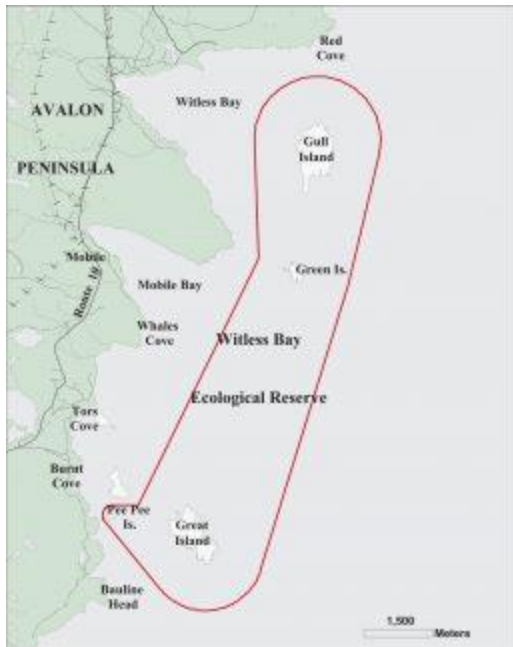 Red
Cove
Witless Bay
AVALON
PENINSULA
Gull
Island
Mobile
Green Is.
Mobile Bay
Route 10
Whales
Cove
Witless Bay
Ecological Reserve
Tors
Cove
Burnt
Cove
Pee Pee
Is.
Great
Island
Bauline
Head
1,500
Meters